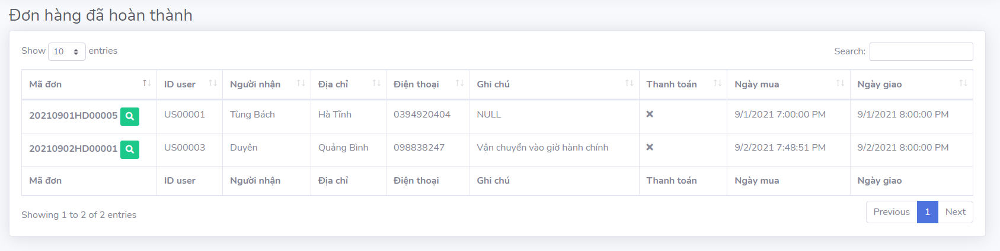 Đơn hàng đã hoàn thành
Show 10 entries
Search:
Mã đơn ID user Người nhận Địa chỉ Điện thoại Ghi chú Thanh toán Ngày mua Ngày giao
20210901HD00005 US00001 Tùng Bách Hà Tĩnh 0394920404 NULL 9/1/2021 7:00:00 PM 9/1/2021 8:00:00 PM
20210902HD00001 US00003 Duyên Quảng Bình 098838247 Vận chuyển vào giờ hành chính 9/2/2021 7:48:51 PM 9/2/2021 8:00:00 PM
Mã đơn ID user Người nhận Địa chỉ Điện thoại Ghi chú Thanh toán Ngày mua Ngày giao
Showing 1 to 2 of 2 entries
Previous 1 Next